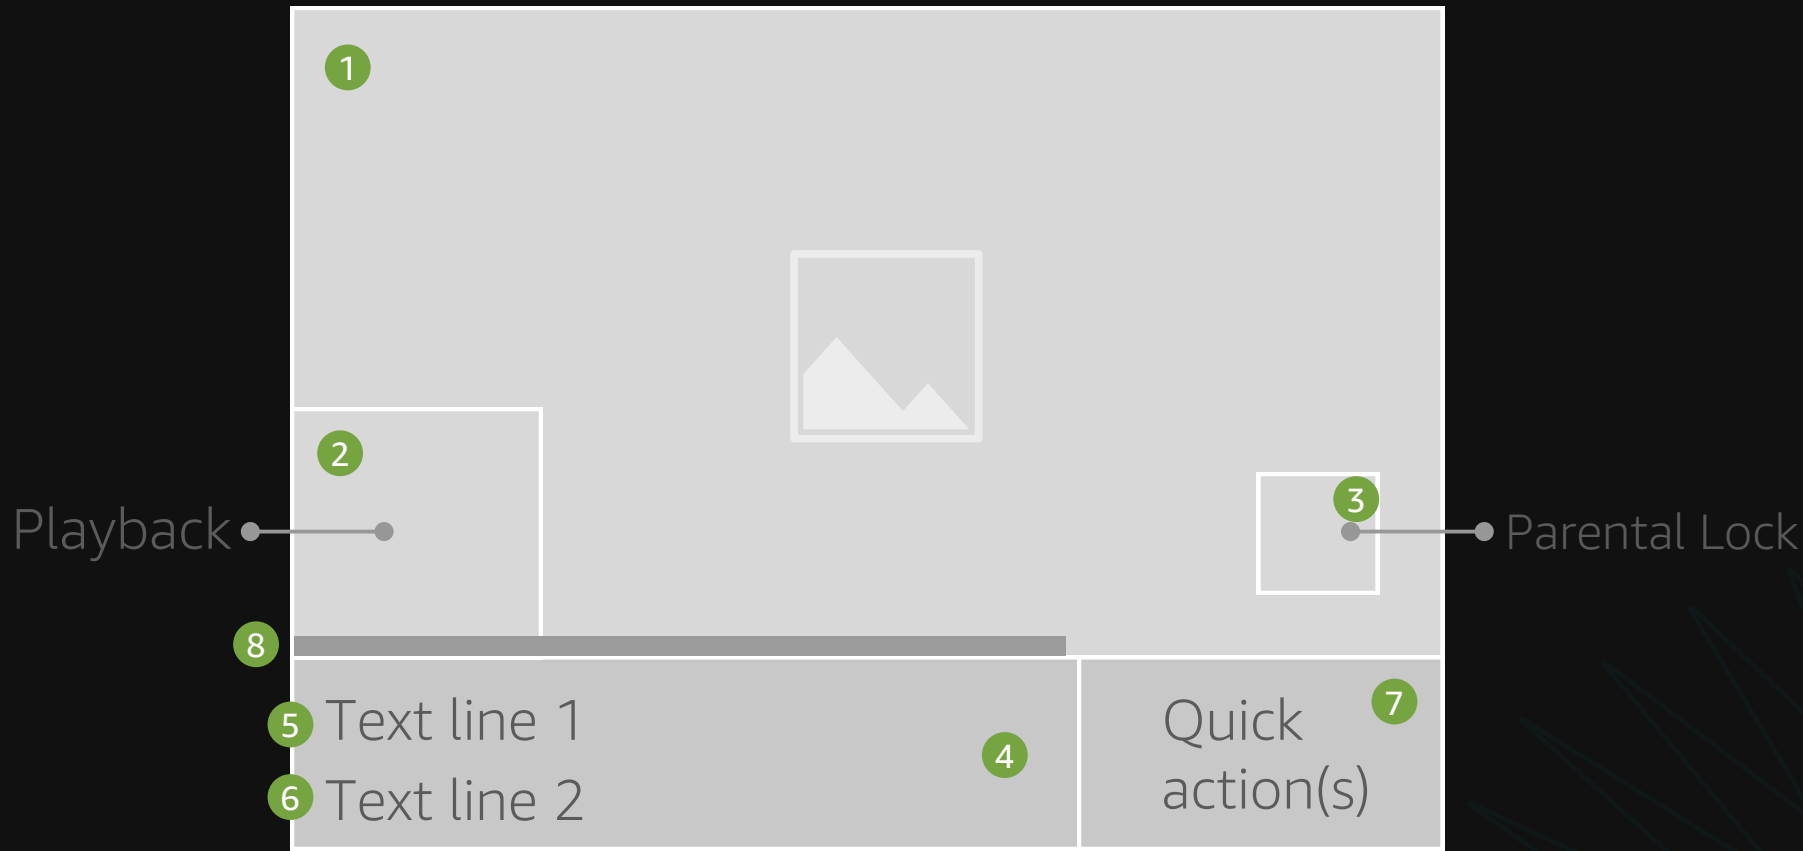 1
2
3
Playback
Parental Lock
8
5 Text line 1
4
6 Text line 2
7
Quick
action(s)